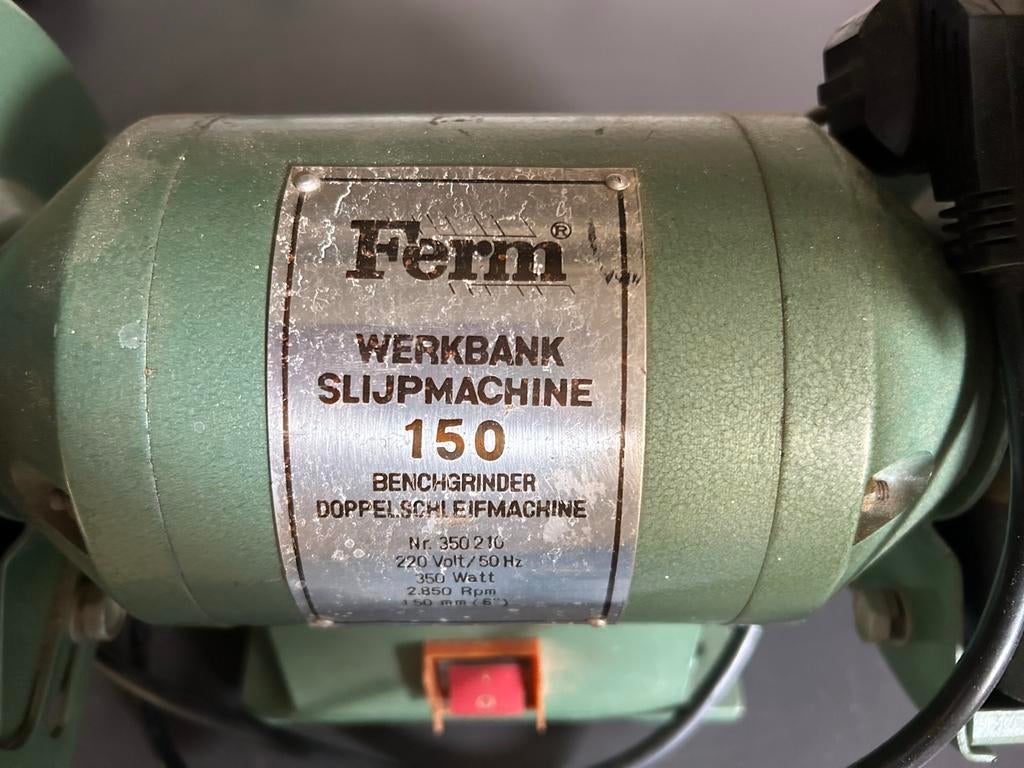 Ferm®
WERKBANK
SLIJPMACHINE
150
BENCHGRINDER
DOPPELSCHLEIFMACHINE
Nr. 350 210
220 Volt/50 Hz
350 Watt
2.850 Rpm
150 mm (6")